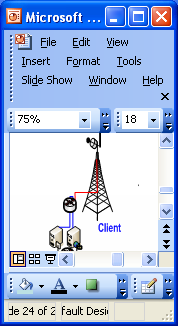 Microsoft ...
File Edit View
Insert Format Tools
Slide Show Window Help
75% 18
Client
A
de 24 of 2 fault Desi